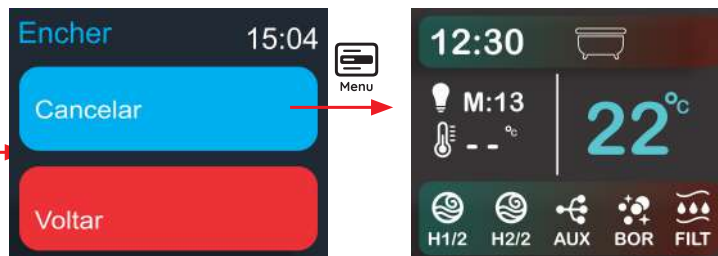 Encher 15:04
Cancelar
Voltar
Menu
12:30
M:13
-- °c
22°c
H1/2 H2/2 AUX BOR FILT